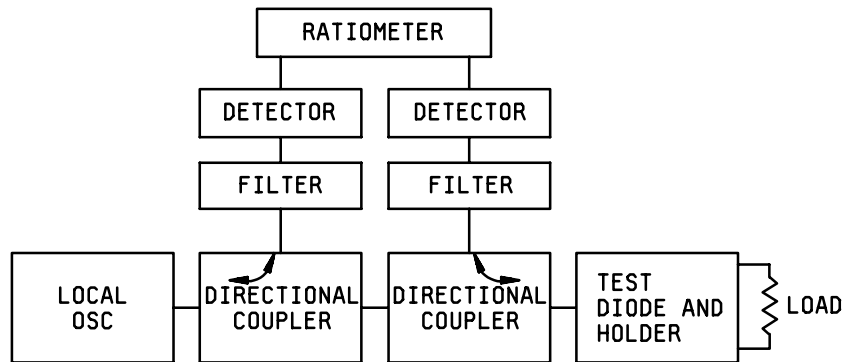 RATIOMETER
DETECTOR
DETECTOR
FILTER
FILTER
LOCAL
OSC
DIRECTIONAL
COUPLER
DIRECTIONAL
COUPLER
TEST
DIODE AND
HOLDER
LOAD